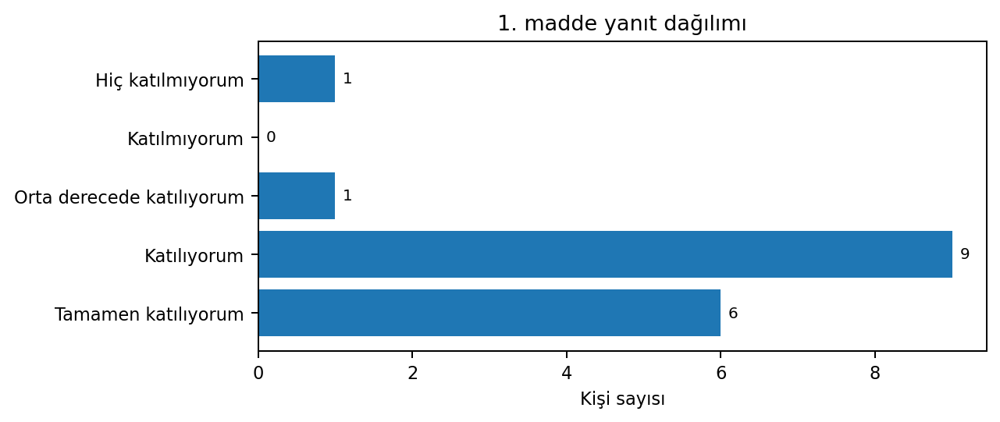 1. madde yanıt dağılımı
Hiç katılmıyorum 1
Katılmıyorum 0
Orta derecede katılıyorum 1
Katılıyorum 9
Tamamen katılıyorum 6
0 2 4 6 8
Kişi sayısı